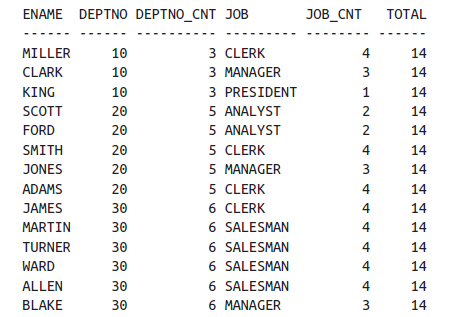 ENAME  DEPTNO DEPTNO_CNT JOB       JOB_CNT   TOTAL
------ ------ ---------- --------- -------- ------
MILLER     10          3 CLERK            4     14
CLARK      10          3 MANAGER          3     14
KING       10          3 PRESIDENT        1     14
SCOTT      20          5 ANALYST          2     14
FORD       20          5 ANALYST          2     14
SMITH      20          5 CLERK            4     14
JONES      20          5 MANAGER          3     14
ADAMS      20          5 CLERK            4     14
JAMES      30          6 CLERK            4     14
MARTIN     30          6 SALESMAN         4     14
TURNER     30          6 SALESMAN         4     14
WARD       30          6 SALESMAN         4     14
ALLEN      30          6 SALESMAN         4     14
BLAKE      30          6 MANAGER          3     14